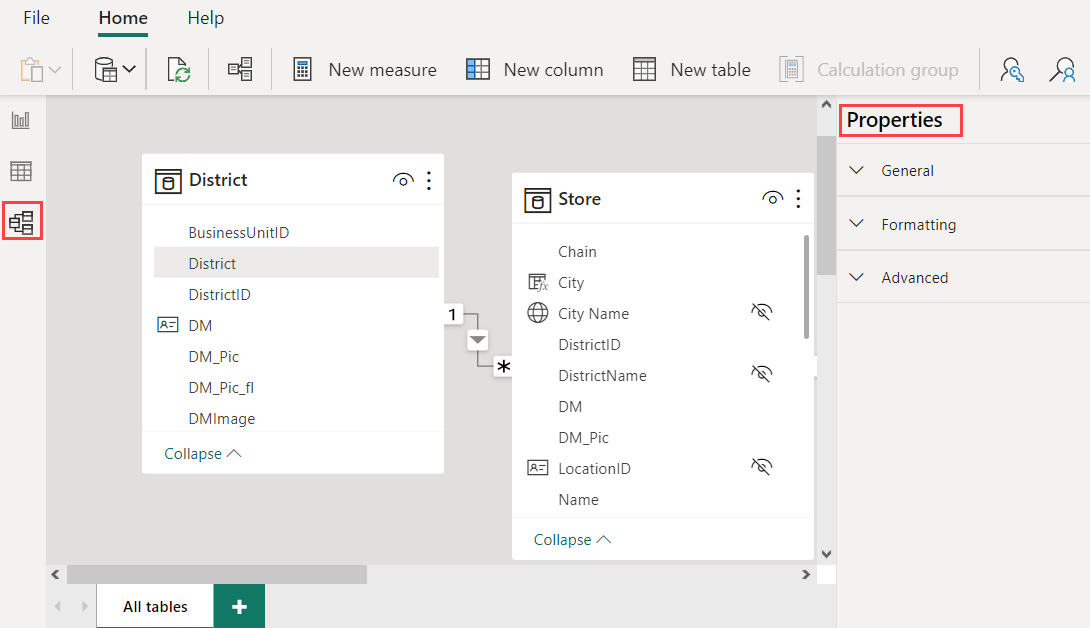 File Home Help
New measure New column New table Calculation group
Properties
General
Formatting
Advanced
District
BusinessUnitID
District
DistrictID
DM
DM_Pic
DM_Pic_fl
DMImage
Collapse
1
*
Store
Chain
City
City Name
DistrictID
DistrictName
DM
DM_Pic
LocationID
Name
Collapse
All tables +